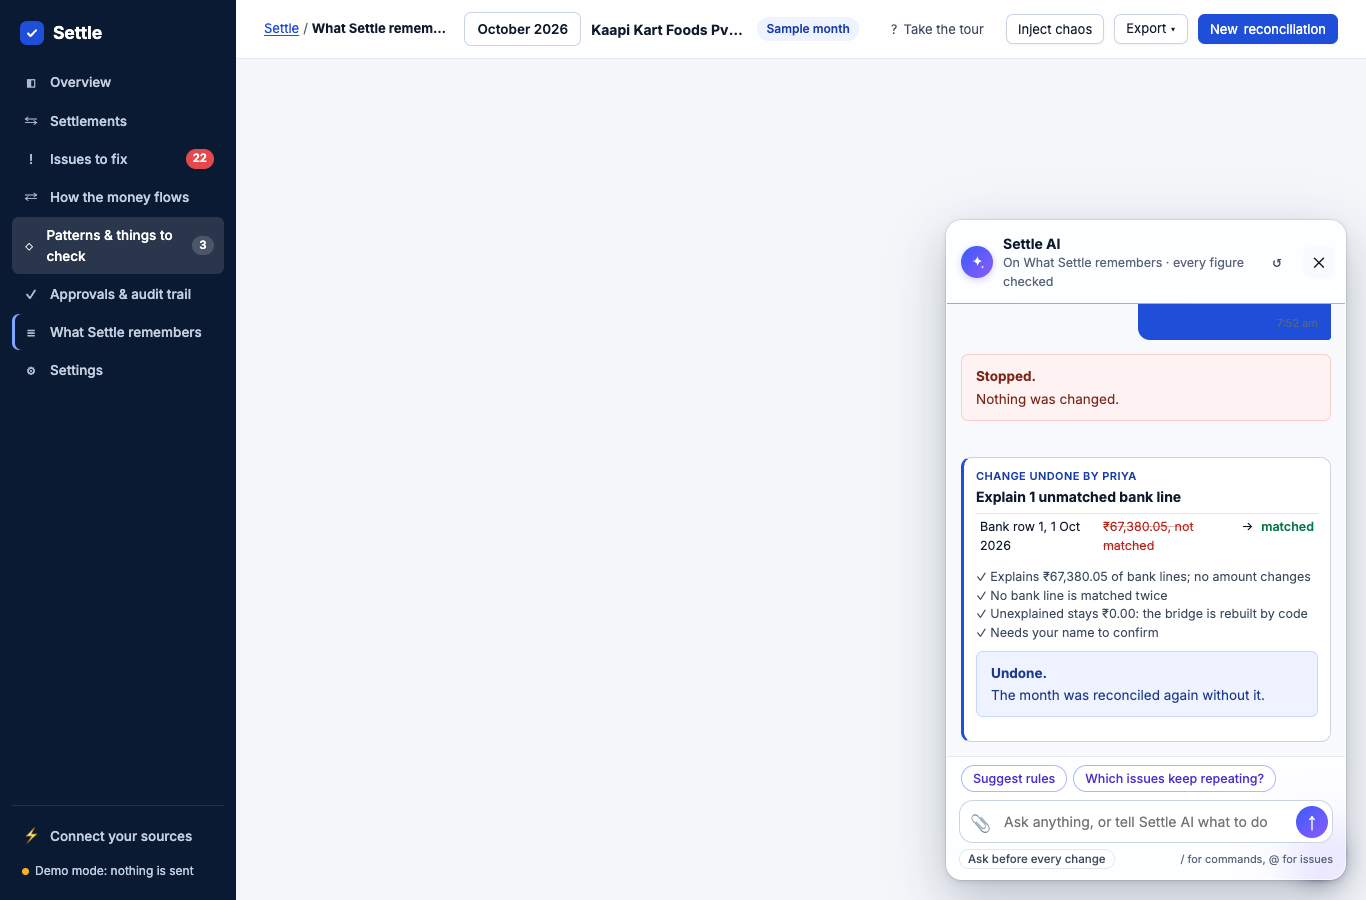 Settle
Overview
Settlements
Issues to fix
22
How the money flows
Patterns & things to
check
3
Approvals & audit trail
What Settle remembers
Settings
Connect your sources
Demo mode: nothing is sent
Settle / What Settle remem...
October 2026
Kaapi Kart Foods Pv...
Sample month
? Take the tour
Inject chaos
Export
New reconciliation
Settle AI
On What Settle remembers · every figure
checked
7:52 am
Stopped.
Nothing was changed.
CHANGE UNDONE BY PRIYA
Explain 1 unmatched bank line
Bank row 1, 1 Oct
2026
₹67,380.05, not
matched
→ matched
✓ Explains ₹67,380.05 of bank lines; no amount changes
✓ No bank line is matched twice
✓ Unexplained stays ₹0.00: the bridge is rebuilt by code
✓ Needs your name to confirm
Undone.
The month was reconciled again without it.
Suggest rules
Which issues keep repeating?
Ask anything, or tell Settle AI what to do
Ask before every change
/ for commands, @ for issues